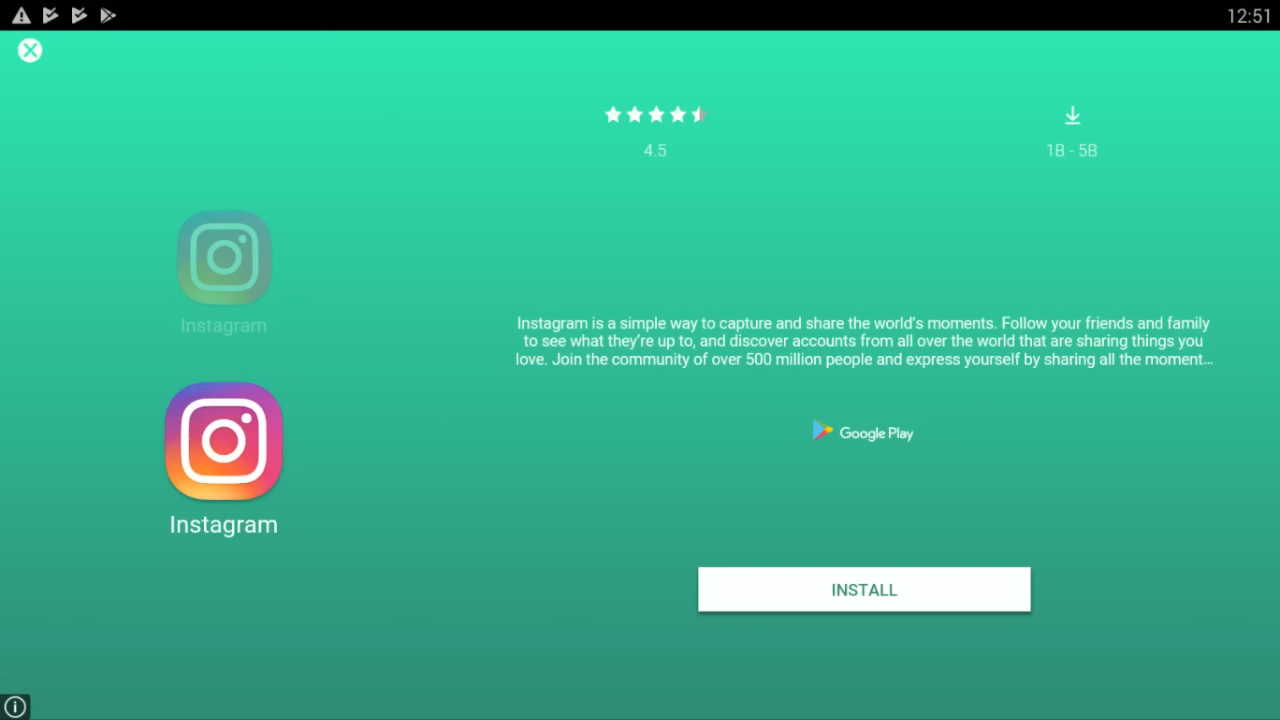 12:51
4.5
1B - 5B
Instagram
Instagram is a simple way to capture and share the world's moments. Follow your friends and family
to see what they're up to, and discover accounts from all over the world that are sharing things you
love. Join the community of over 500 million people and express yourself by sharing all the moment…
Google Play
Instagram
INSTALL